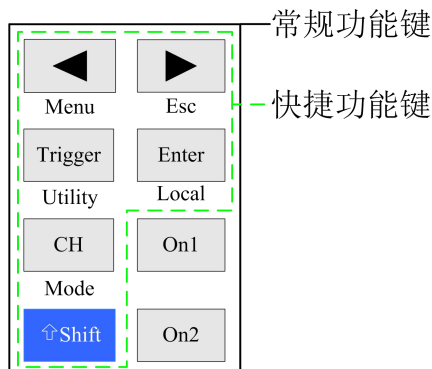 常规功能键
Menu Esc
快捷功能键
Trigger Enter
Utility Local
CH On1
Mode
⇧Shift On2